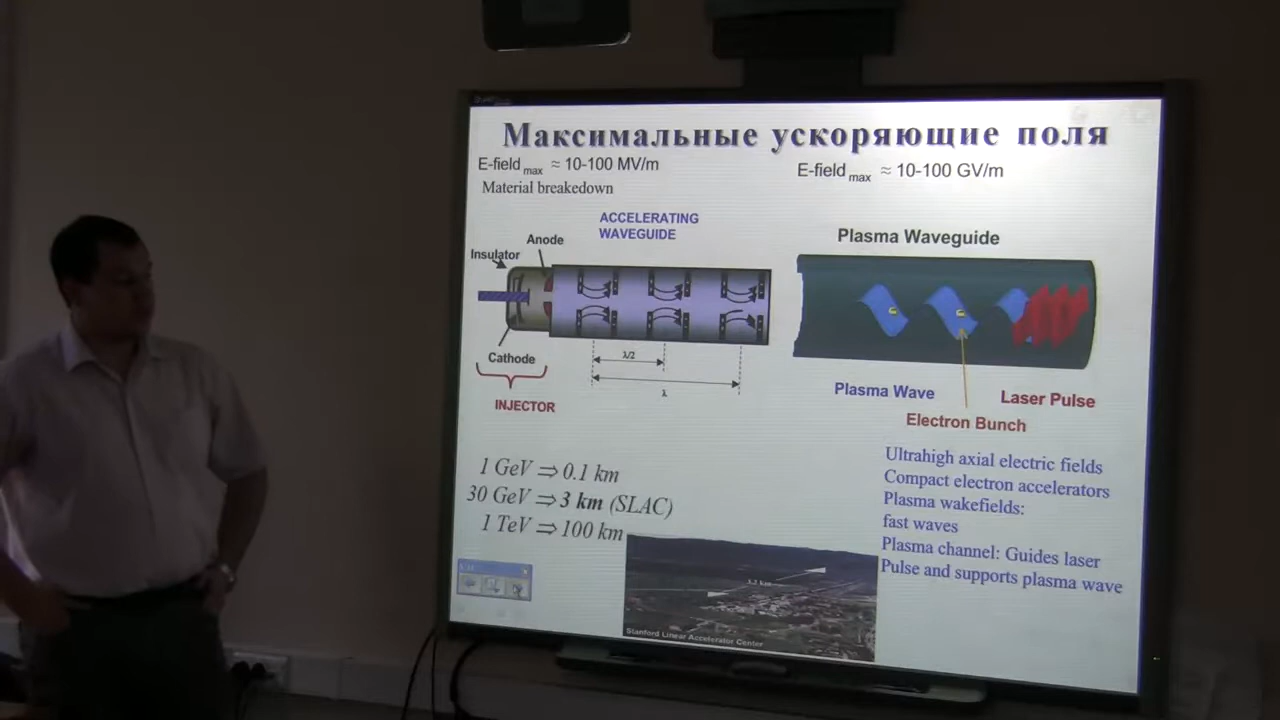 Максимальные ускоряющие поля
E-field max ≈ 10-100 MV/m
Material breakedown
E-field max ≈ 10-100 GV/m
ACCELERATING
WAVEGUIDE
Anode
Insulator
Cathode
INJECTOR
λ/2
λ
Plasma Waveguide
Plasma Wave
Laser Pulse
Electron Bunch
1 GeV ⇒ 0.1 km
30 GeV ⇒ 3 km (SLAC)
1 TeV ⇒ 100 km
Ultrahigh axial electric fields
Compact electron accelerators
Plasma wakefields:
fast waves
Plasma channel: Guides laser
Pulse and supports plasma wave
Stanford Linear Accelerator Center